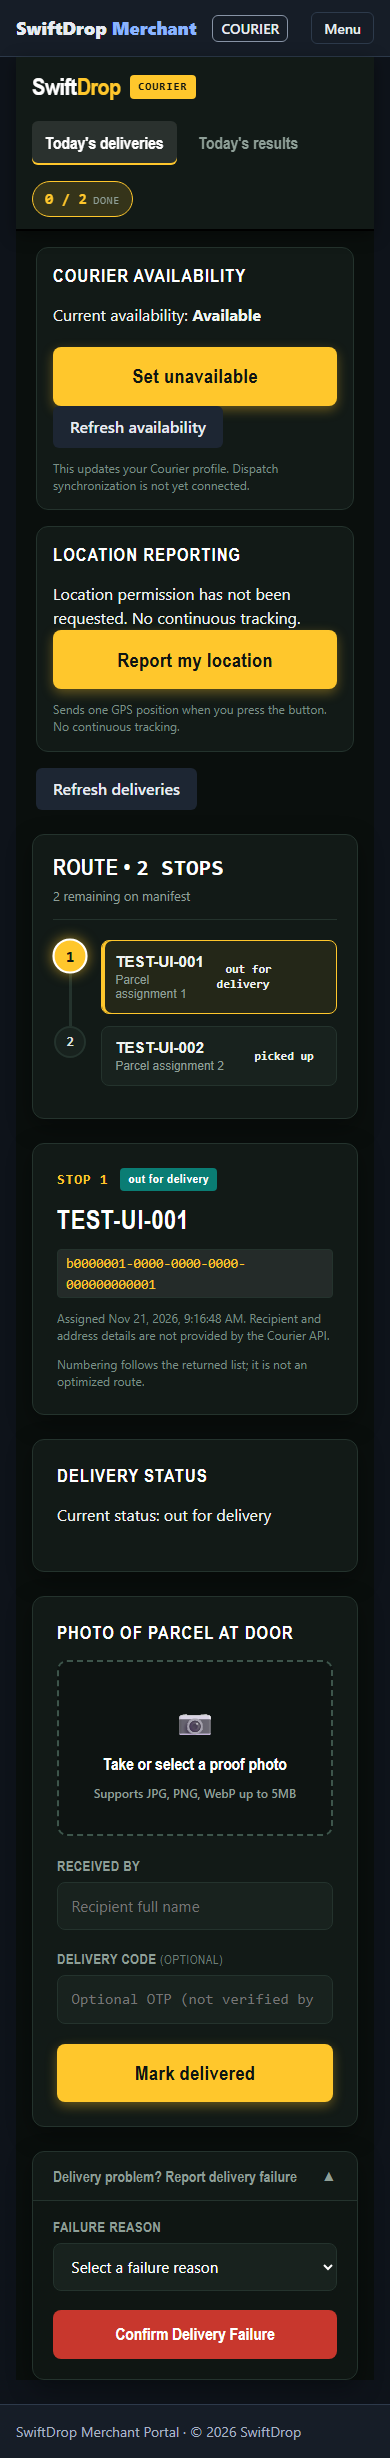 SwiftDrop Merchant COURIER Menu
SwiftDrop COURIER
Today's deliveries Today's results
0 / 2 DONE
COURIER AVAILABILITY
Current availability: Available
Set unavailable
Refresh availability
This updates your Courier profile. Dispatch
synchronization is not yet connected.
LOCATION REPORTING
Location permission has not been
requested. No continuous tracking.
Report my location
Sends one GPS position when you press the button.
No continuous tracking.
Refresh deliveries
ROUTE • 2 STOPS
2 remaining on manifest
1
TEST-UI-001
Parcel
assignment 1
out for
delivery
2
TEST-UI-002
Parcel assignment 2
picked up
STOP 1 out for delivery
TEST-UI-001
b0000001-0000-0000-0000-
000000000001
Assigned Nov 21, 2026, 9:16:48 AM. Recipient and
address details are not provided by the Courier API.
Numbering follows the returned list; it is not an
optimized route.
DELIVERY STATUS
Current status: out for delivery
PHOTO OF PARCEL AT DOOR
Take or select a proof photo
Supports JPG, PNG, WebP up to 5MB
RECEIVED BY
Recipient full name
DELIVERY CODE (OPTIONAL)
Optional OTP (not verified by
Mark delivered
Delivery problem? Report delivery failure ▲
FAILURE REASON
Select a failure reason
Confirm Delivery Failure
SwiftDrop Merchant Portal · © 2026 SwiftDrop